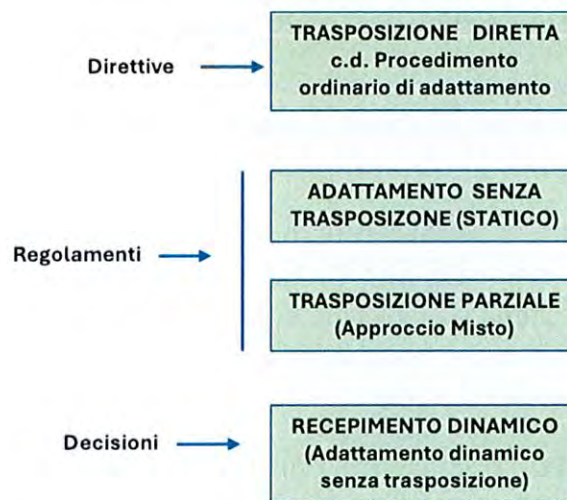 Direttive
TRASPOSIZIONE DIRETTA
c.d. Procedimento
ordinario di adattamento
Regolamenti
ADATTAMENTO SENZA
TRASPOSIZONE (STATICO)
TRASPOSIZIONE PARZIALE
(Approccio Misto)
Decisioni
RECEPIMENTO DINAMICO
(Adattamento dinamico
senza trasposizione)